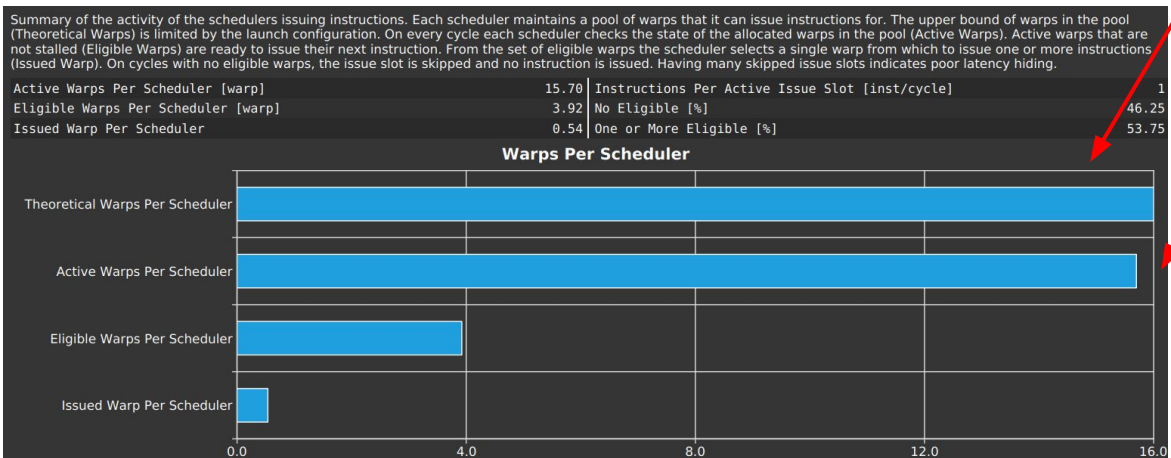 Summary of the activity of the schedulers issuing instructions. Each scheduler maintains a pool of warps that it can issue instructions for. The upper bound of warps in the pool
(Theoretical Warps) is limited by the launch configuration. On every cycle each scheduler checks the state of the allocated warps in the pool (Active Warps). Active warps that are
not stalled (Eligible Warps) are ready to issue their next instruction. From the set of eligible warps the scheduler selects a single warp from which to issue one or more instructions
(Issued Warp). On cycles with no eligible warps, the issue slot is skipped and no instruction is issued. Having many skipped issue slots indicates poor latency hiding.
Active Warps Per Scheduler [warp] 15.70 Instructions Per Active Issue Slot [inst/cycle] 1
Eligible Warps Per Scheduler [warp] 3.92 No Eligible [%] 46.25
Issued Warp Per Scheduler 0.54 One or More Eligible [%] 53.75
Warps Per Scheduler
Theoretical Warps Per Scheduler
Active Warps Per Scheduler
Eligible Warps Per Scheduler
Issued Warp Per Scheduler
0.0 4.0 8.0 12.0 16.0